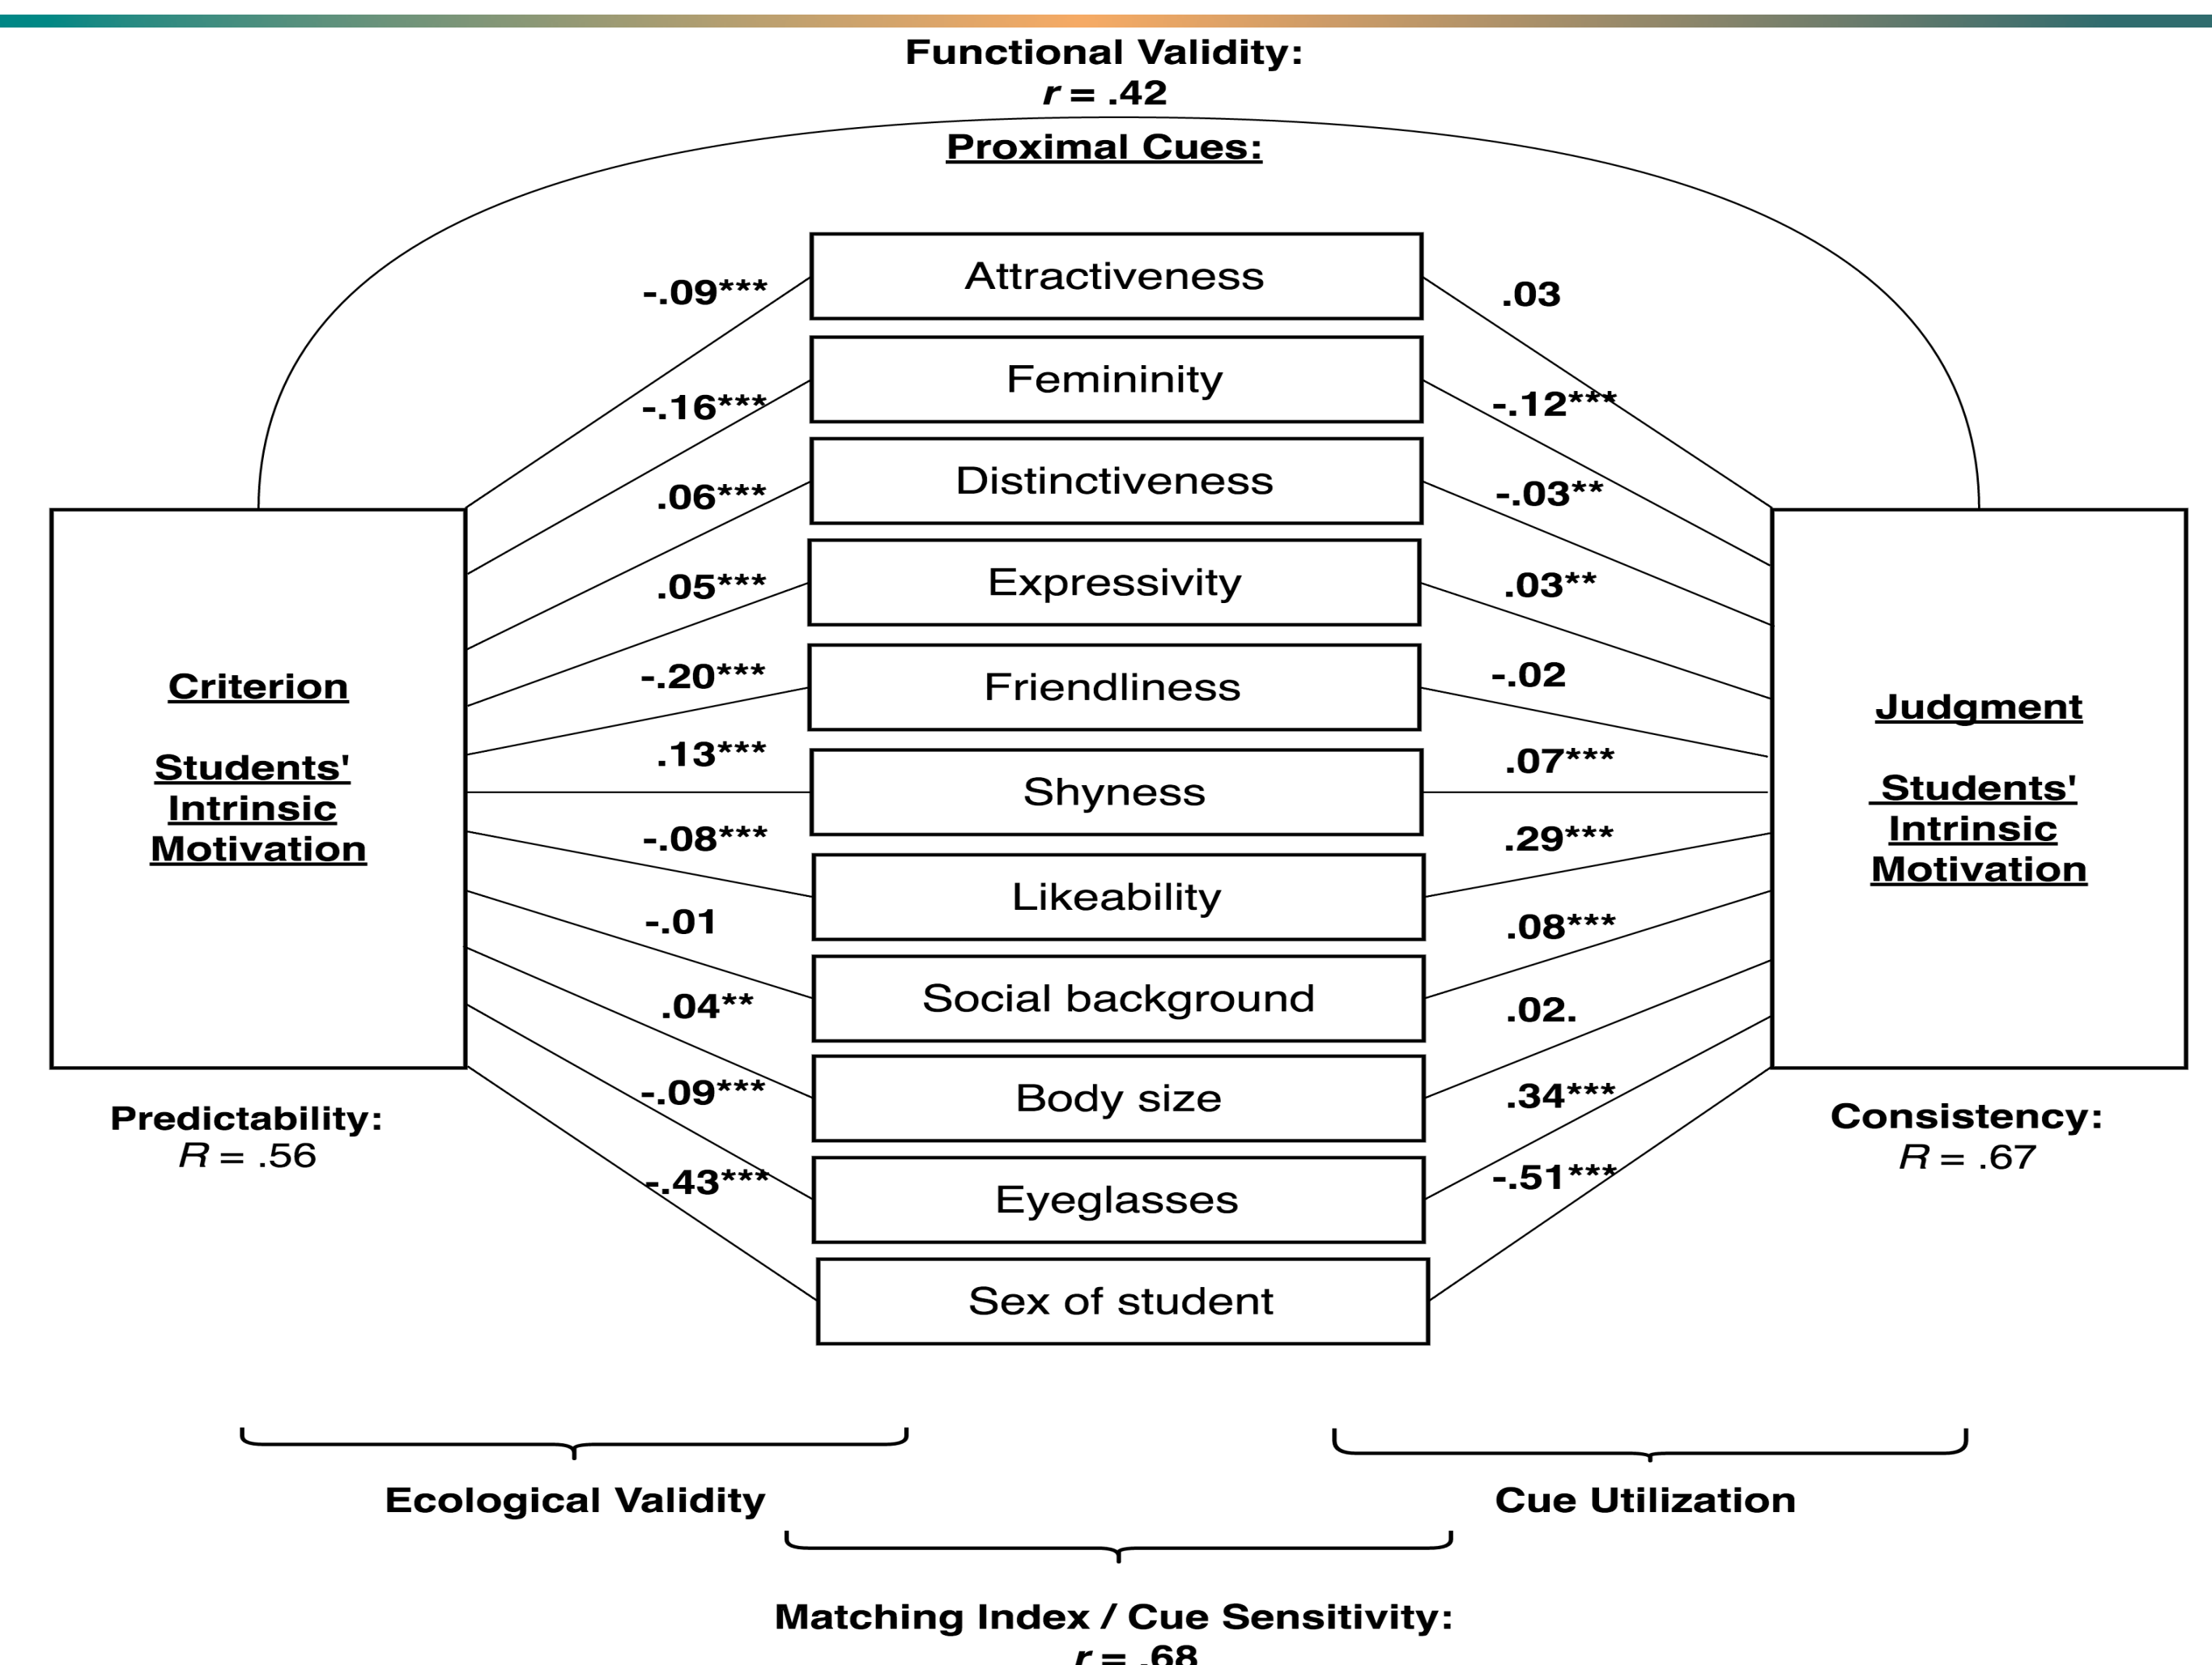 Functional Validity:
r = .42
Proximal Cues:
-.09***
Attractiveness
.03
-.16***
Femininity
-.12***
.06***
Distinctiveness
-.03**
.05***
Expressivity
.03**
-.20***
Friendliness
-.02
.13***
Shyness
.07***
-.08***
Likeability
.29***
-.01
Social background
.08***
.04**
Body size
.02.
-.09***
Eyeglasses
.34***
-.43***
Sex of student
-.51***
Criterion
Students'
Intrinsic
Motivation
Judgment
Students'
Intrinsic
Motivation
Predictability:
R = .56
Consistency:
R = .67
Ecological Validity
Cue Utilization
Matching Index / Cue Sensitivity:
r = .68